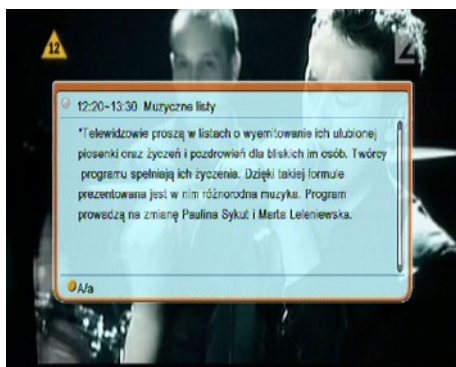 12
12:20~13:30 Muzyczne listy
"Telewidzowie proszą w listach o wyemitowanie ich ulubionej
piosenki oraz życzeń i pozdrowień dla bliskich im osób. Twórcy
programu spełniają ich życzenia. Dzięki takiej formule
prezentowana jest w nim różnorodna muzyka. Program
prowadzą na zmianę Paulina Sykut i Marta Leleniewska.
A/a